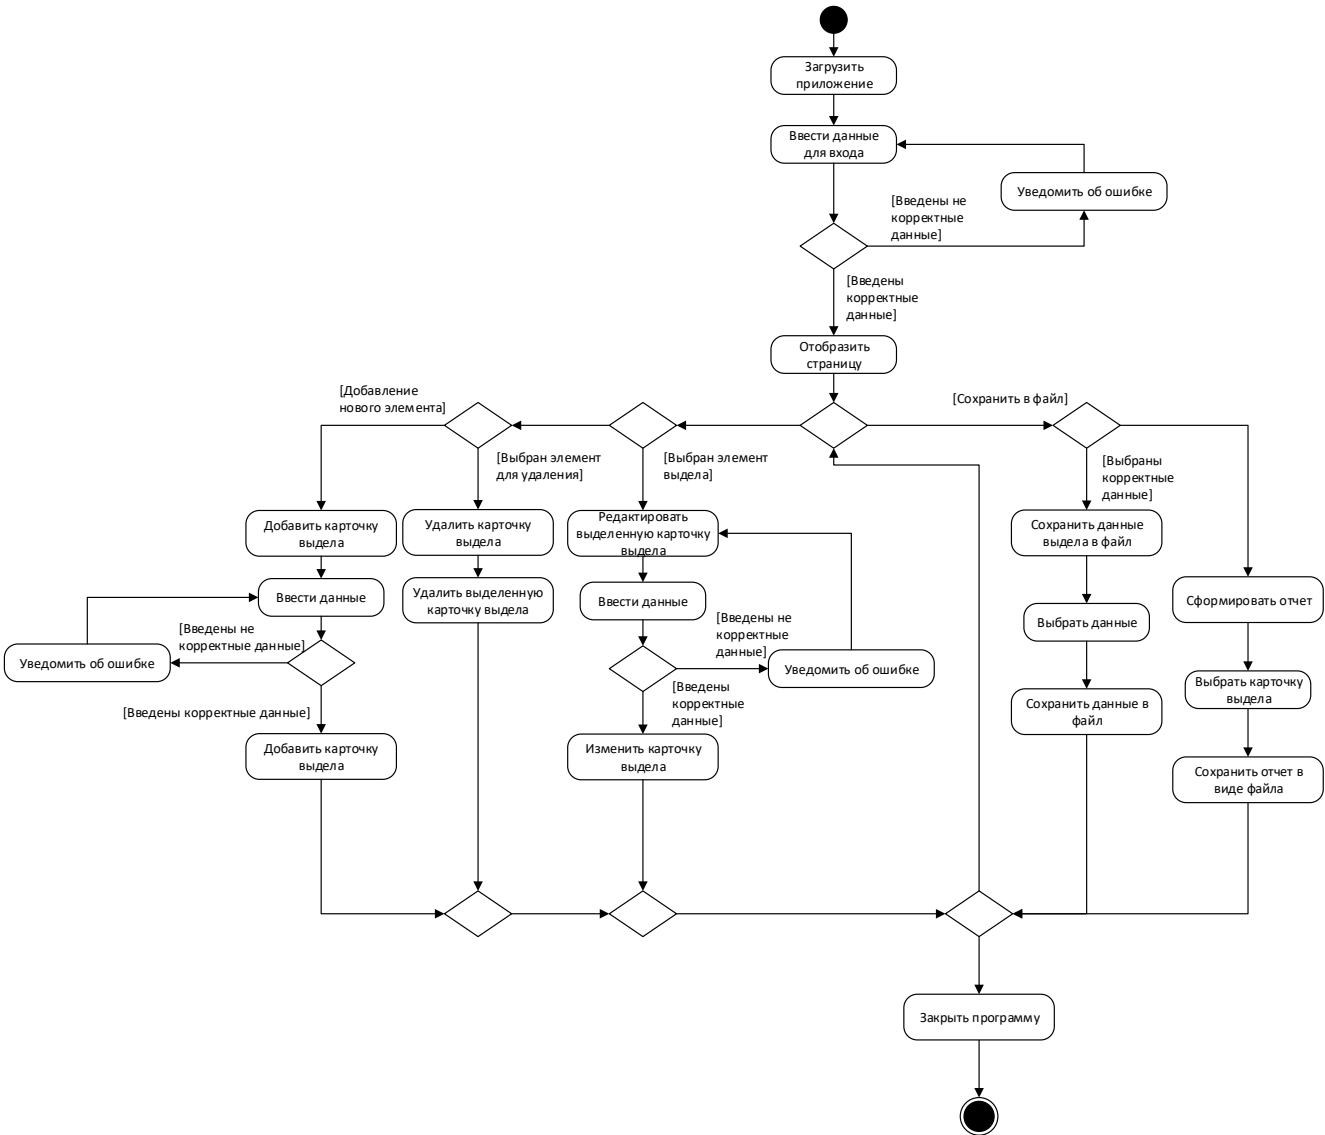 Загрузить
приложение
Ввести данные
для входа
Уведомить об ошибке
[Введены не
корректные
данные]
[Введены
корректные
данные]
Отобразить
страницу
[Добавление
нового элемента]
[Сохранить в файл]
[Выбран элемент
для удаления]
[Выбран элемент
выдела]
[Выбраны
корректные
данные]
Добавить карточку
выдела
Удалить карточку
выдела
Редактировать
выделенную карточку
выдела
Сохранить данные
выдела в файл
Ввести данные
Удалить выделенную
карточку выдела
Ввести данные
Выбрать данные
Сформировать отчет
[Введены не
корректные данные]
Уведомить об ошибке
[Введены не
корректные
данные]
Уведомить об ошибке
[Введены корректные данные]
[Введены
корректные
данные]
Сохранить данные в
файл
Выбрать карточку
выдела
Добавить карточку
выдела
Изменить карточку
выдела
Сохранить отчет в
виде файла
Закрыть программу